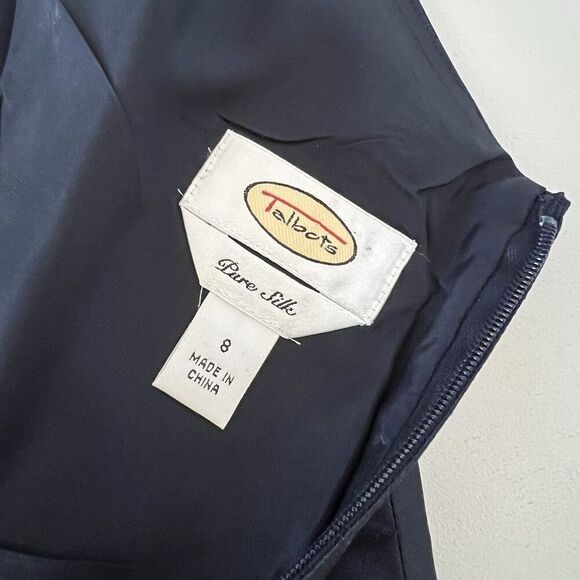 Talbots
Pure Silk
8
MADE IN
CHINA